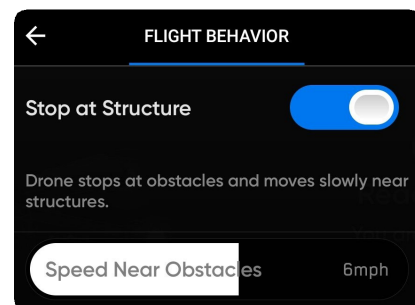 FLIGHT BEHAVIOR
Stop at Structure
Drone stops at obstacles and moves slowly near
structures.
Speed Near Obstacles 6mph